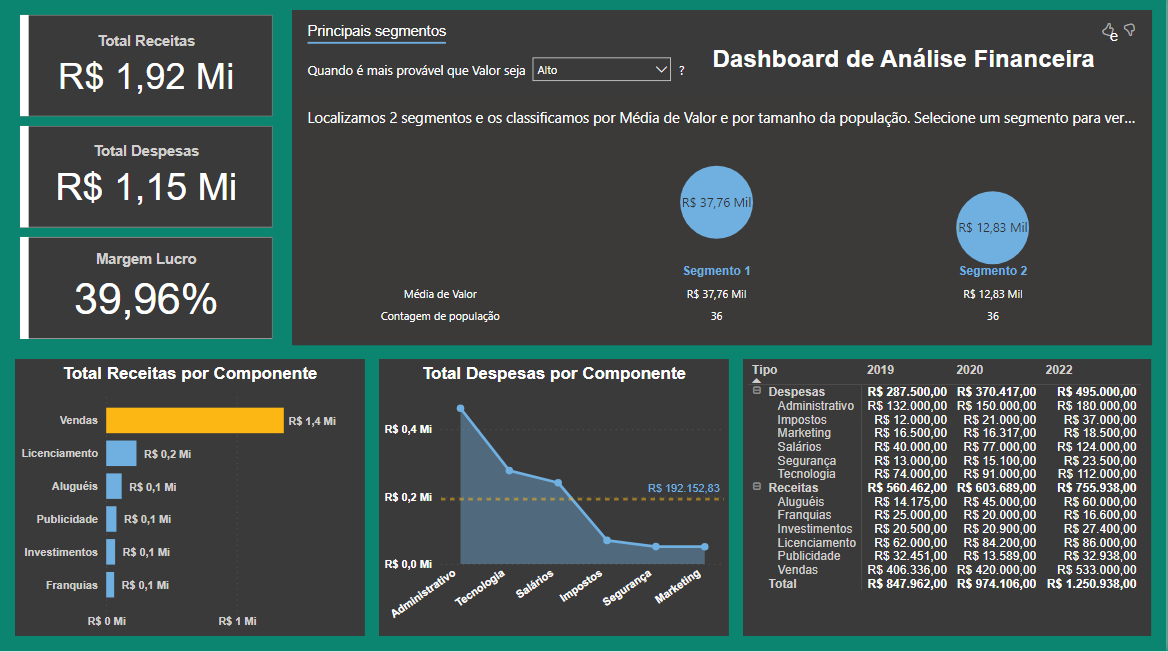 Total Receitas
R$ 1,92 Mi
Total Despesas
R$ 1,15 Mi
Margem Lucro
39,96%
Principais segmentos
e
Dashboard de Análise Financeira
Quando é mais provável que Valor seja Alto ?
Localizamos 2 segmentos e os classificamos por Média de Valor e por tamanho da população. Selecione um segmento para ver...
R$ 37,76 Mil
R$ 12,83 Mil
Segmento 1 Segmento 2
Média de Valor R$ 37,76 Mil R$ 12,83 Mil
Contagem de população 36 36
Total Receitas por Componente
Vendas R$ 1,4 Mi
Licenciamento R$ 0,2 Mi
Aluguéis R$ 0,1 Mi
Publicidade R$ 0,1 Mi
Investimentos R$ 0,1 Mi
Franquias R$ 0,1 Mi
R$ 0 Mi R$ 1 Mi
Total Despesas por Componente
R$ 0,4 Mi
R$ 0,2 Mi
R$ 192.152,83
R$ 0,0 Mi
Administrativo Tecnologia Salários Impostos Segurança Marketing
Tipo 2019 2020 2022
Despesas R$ 287.500,00 R$ 370.417,00 R$ 495.000,00
Administrativo R$ 132.000,00 R$ 150.000,00 R$ 180.000,00
Impostos R$ 12.000,00 R$ 21.000,00 R$ 37.000,00
Marketing R$ 16.500,00 R$ 16.317,00 R$ 18.500,00
Salários R$ 40.000,00 R$ 77.000,00 R$ 124.000,00
Segurança R$ 13.000,00 R$ 15.100,00 R$ 23.500,00
Tecnologia R$ 74.000,00 R$ 91.000,00 R$ 112.000,00
Receitas R$ 560.462,00 R$ 603.689,00 R$ 755.938,00
Aluguéis R$ 14.175,00 R$ 45.000,00 R$ 60.000,00
Franquias R$ 25.000,00 R$ 20.000,00 R$ 16.600,00
Investimentos R$ 20.500,00 R$ 20.900,00 R$ 27.400,00
Licenciamento R$ 62.000,00 R$ 84.200,00 R$ 86.000,00
Publicidade R$ 32.451,00 R$ 13.589,00 R$ 32.938,00
Vendas R$ 406.336,00 R$ 420.000,00 R$ 533.000,00
Total R$ 847.962,00 R$ 974.106,00 R$ 1.250.938,00